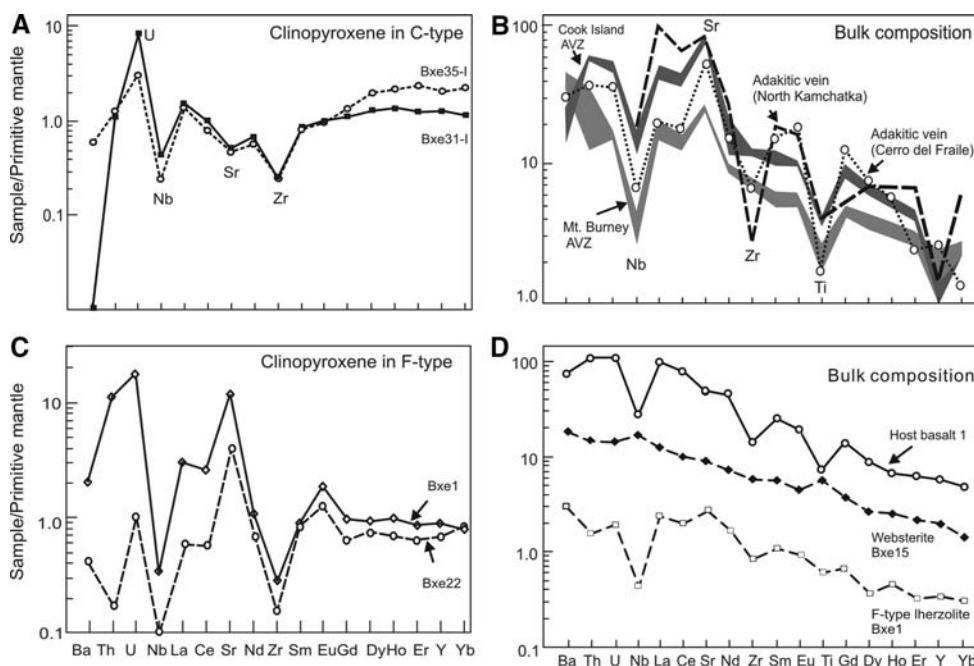 A
Clinopyroxene in C-type
Sample/Primitive mantle
10
1.0
0.1
U
Nb
Sr
Zr
Bxe35-I
Bxe31-I
B
Bulk composition
100
10
1.0
Cook Island
AVZ
Sr
Adakitic vein
(North Kamchatka)
Adakitic vein
(Cerro del Fraile)
Mt. Burney
AVZ
Nb
Zr
Ti
C
Clinopyroxene in F-type
Sample/Primitive mantle
10
1.0
0.1
Bxe1
Bxe22
Ba Th U Nb La Ce Sr Nd Zr Sm Eu Gd Dy Ho Er Y Yb
D
Bulk composition
100
10
1.0
0.1
Host basalt 1
Websterite
Bxe15
F-type lherzolite
Bxe1
Ba Th U Nb La Ce Sr Nd Zr Sm Eu Ti Gd Dy Ho Er Y Yb